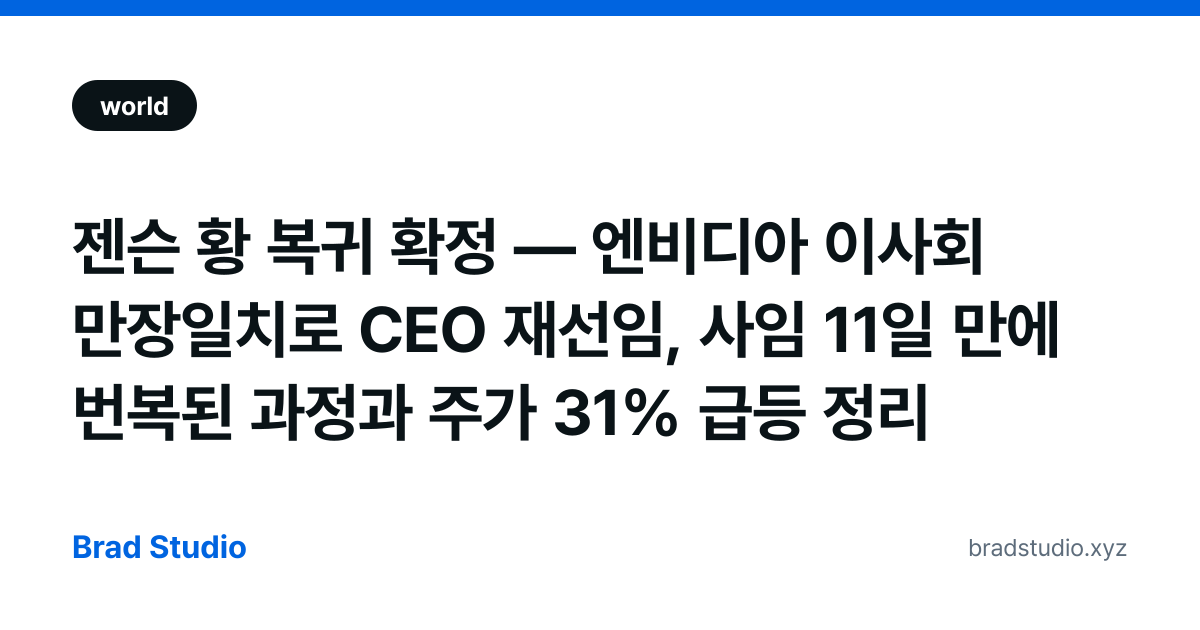 world
젠슨 황 복귀 확정 — 엔비디아 이사회
만장일치로 CEO 재선임, 사임 11일 만에
번복된 과정과 주가 31% 급등 정리
Brad Studio
bradstudio.xyz